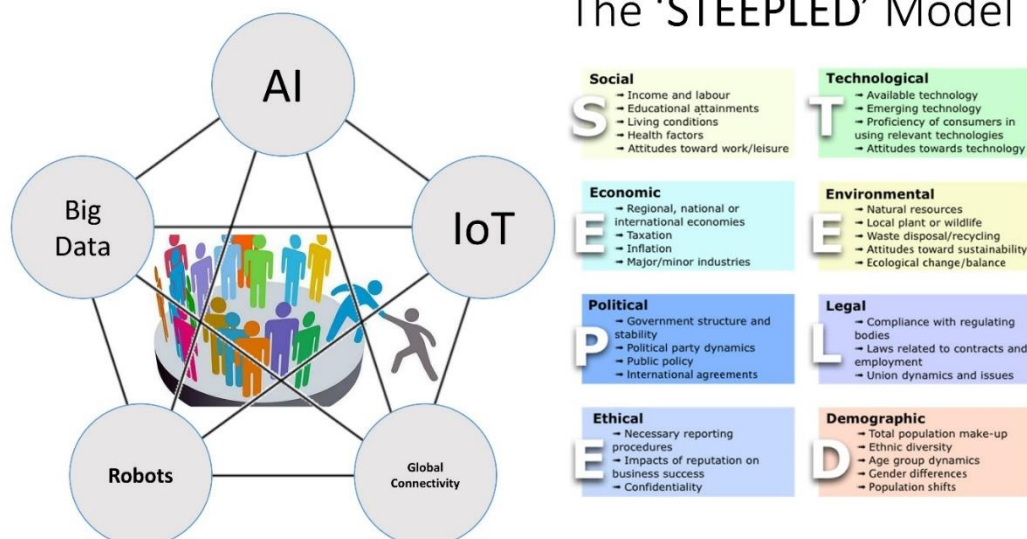 The 'STEEPLED' Model
AI
Big
Data
IoT
Robots
Global
Connectivity
S
Social
→ Income and labour
→ Educational attainments
→ Living conditions
→ Health factors
→ Attitudes toward work/leisure
T
Technological
→ Available technology
→ Emerging technology
→ Proficiency of consumers in
using relevant technologies
→ Attitudes towards technology
E
Economic
→ Regional, national or
international economies
→ Taxation
→ Inflation
→ Major/minor industries
E
Environmental
→ Natural resources
→ Local plant or wildlife
→ Waste disposal/recycling
→ Attitudes toward sustainability
→ Ecological change/balance
P
Political
→ Government structure and
stability
→ Political party dynamics
→ Public policy
→ International agreements
L
Legal
→ Compliance with regulating
bodies
→ Laws related to contracts and
employment
→ Union dynamics and issues
E
Ethical
→ Necessary reporting
procedures
→ Impacts of reputation on
business success
→ Confidentiality
D
Demographic
→ Total population make-up
→ Ethnic diversity
→ Age group dynamics
→ Gender differences
→ Population shifts